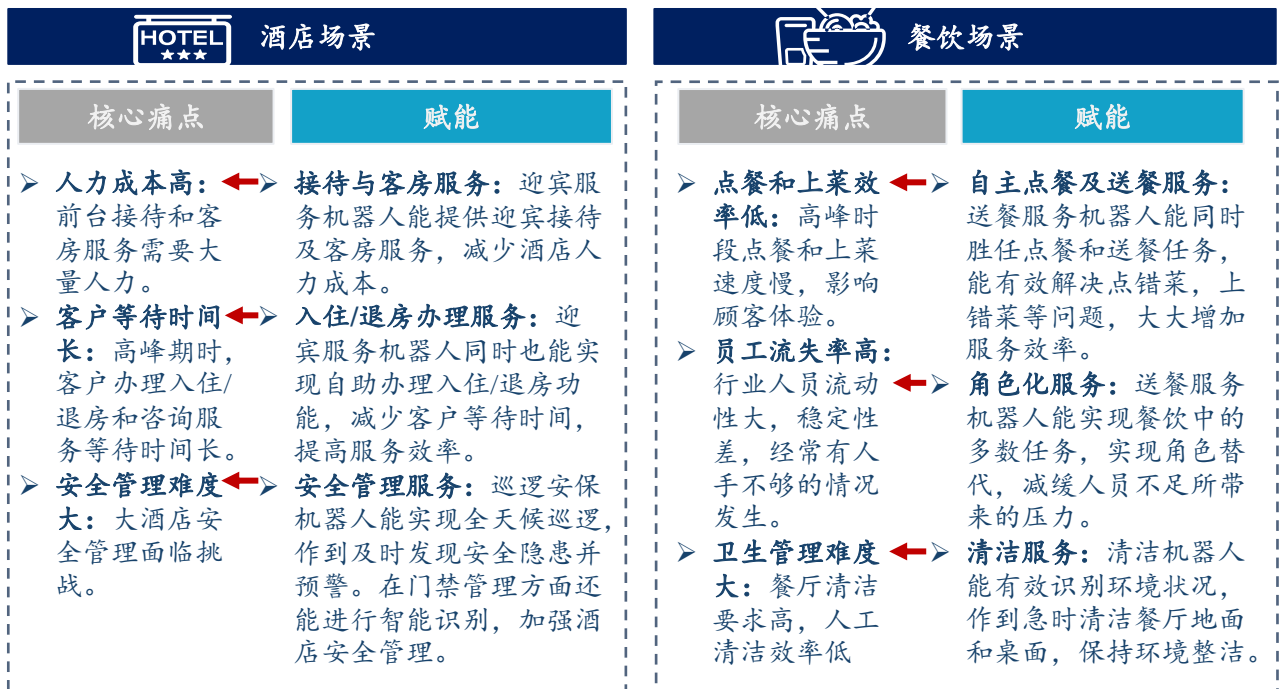 HOTEL
酒店场景
核心痛点
赋能
➢ 人力成本高：
前台接待和客
房服务需要大
量人力。
➢ 客户等待时间
长：高峰期时，
客户办理入住/
退房和咨询服
务等待时间长。
➢ 安全管理难度
大：大酒店安
全管理面临挑
战。
➢ 接待与客房服务：迎宾服
务机器人能提供迎宾接待
及客房服务，减少酒店人
力成本。
➢ 入住/退房办理服务：迎
宾服务机器人同时也能实
现自助办理入住/退房功
能，减少客户等待时间，
提高服务效率。
➢ 安全管理服务：巡逻安保
机器人能实现全天候巡逻，
作到及时发现安全隐患并
预警。在门禁管理方面还
能进行智能识别，加强酒
店安全管理。
餐饮场景
核心痛点
赋能
➢ 点餐和上菜效
率低：高峰时
段点餐和上菜
速度慢，影响
顾客体验。
➢ 员工流失率高：
行业人员流动
性大，稳定性
差，经常有人
手不够的情况
发生。
➢ 卫生管理难度
大：餐厅清洁
要求高，人工
清洁效率低
➢ 自主点餐及送餐服务：
送餐服务机器人能同时
胜任点餐和送餐任务，
能有效解决点错菜，上
错菜等问题，大大增加
服务效率。
➢ 角色化服务：送餐服务
机器人能实现餐饮中的
多数任务，实现角色替
代，减缓人员不足所带
来的压力。
➢ 清洁服务：清洁机器人
能有效识别环境状况，
作到急时清洁餐厅地面
和桌面，保持环境整洁。